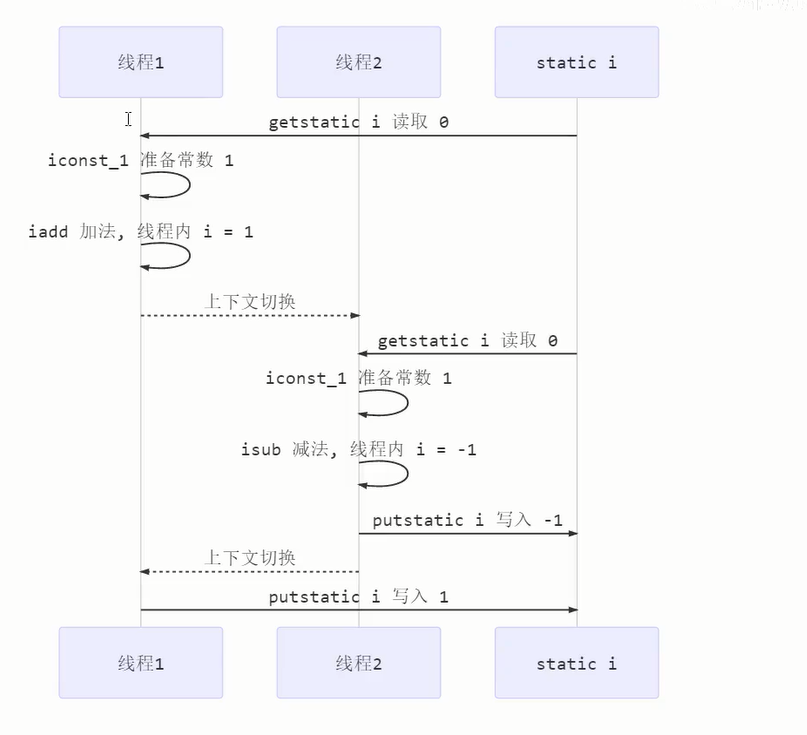 线程1
线程2
static i
getstatic i 读取 0
iconst_1 准备常数 1
iadd 加法, 线程内 i = 1
上下文切换
getstatic i 读取 0
iconst_1 准备常数 1
isub 减法, 线程内 i = -1
putstatic i 写入 -1
上下文切换
putstatic i 写入 1
线程1
线程2
static i